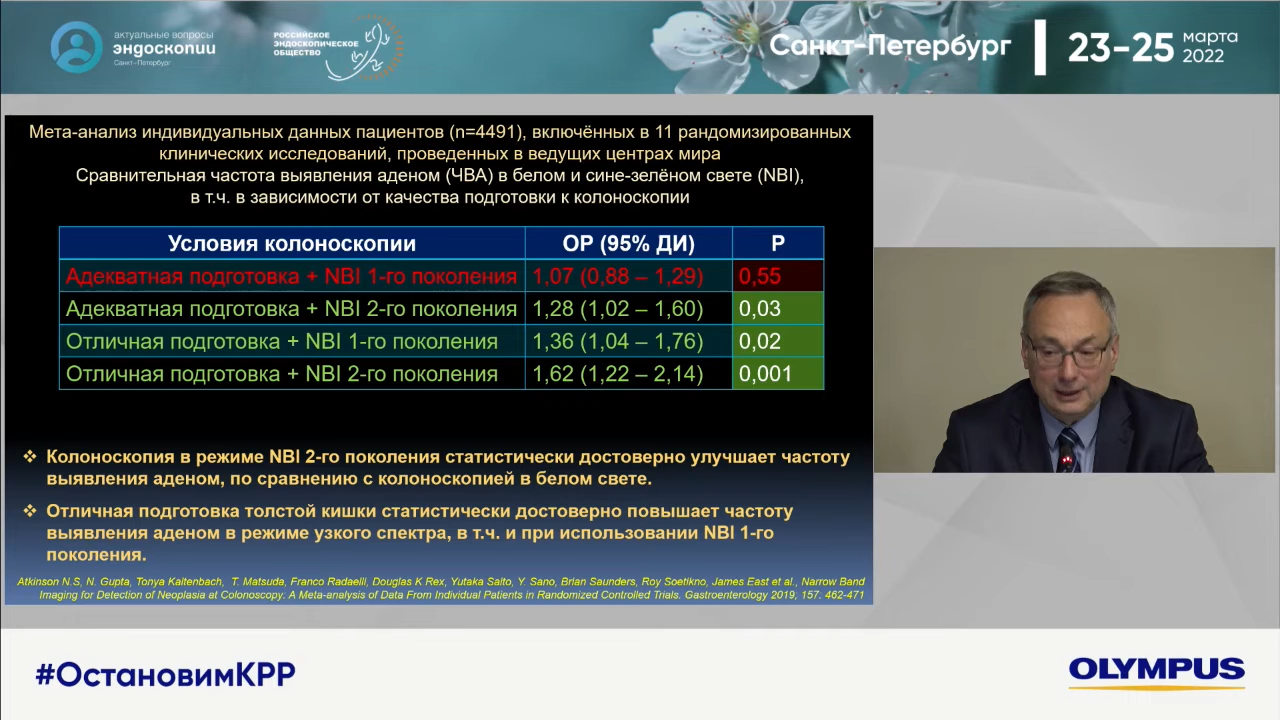 актуальные вопросы
эндоскопии
Санкт-Петербург
РОССИЙСКОЕ
ЭНДОСКОПИЧЕСКОЕ
ОБЩЕСТВО
Санкт-Петербург
23-25
марта
2022
Мета-анализ индивидуальных данных пациентов (n=4491), включённых в 11 рандомизированных
клинических исследований, проведенных в ведущих центрах мира
Сравнительная частота выявления аденом (ЧВА) в белом и сине-зелёном свете (NBI),
в т.ч. в зависимости от качества подготовки к колоноскопии
Условия колоноскопии ОР (95% ДИ) Р
Адекватная подготовка + NBI 1-го поколения 1,07 (0,88 – 1,29) 0,55
Адекватная подготовка + NBI 2-го поколения 1,28 (1,02 – 1,60) 0,03
Отличная подготовка + NBI 1-го поколения 1,36 (1,04 – 1,76) 0,02
Отличная подготовка + NBI 2-го поколения 1,62 (1,22 – 2,14) 0,001
❖ Колоноскопия в режиме NBI 2-го поколения статистически достоверно улучшает частоту
выявления аденом, по сравнению с колоноскопией в белом свете.
❖ Отличная подготовка толстой кишки статистически достоверно повышает частоту
выявления аденом в режиме узкого спектра, в т.ч. и при использовании NBI 1-го
поколения.
Atkinson N.S, N. Gupta, Tonya Kaltenbach, T. Matsuda, Franco Radaelli, Douglas K Rex, Yutaka Saito, Y. Sano, Brian Saunders, Roy Soetikno, James East et al., Narrow Band
Imaging for Detection of Neoplasia at Colonoscopy: A Meta-analysis of Data From Individual Patients in Randomized Controlled Trials. Gastroenterology 2019; 157: 462-471
#ОстановимКРР
OLYMPUS